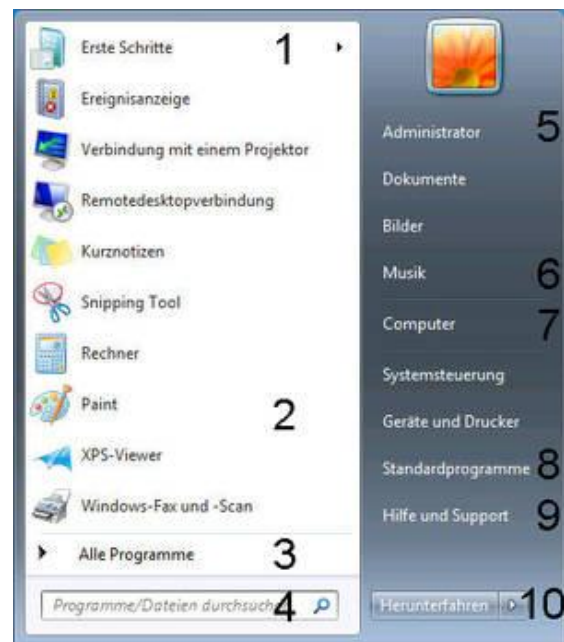 Erste Schritte 1
Ereignisanzeige
Verbindung mit einem Projektor
Remotedesktopverbindung
Kurznotizen
Snipping Tool
Rechner
Paint 2
XPS-Viewer
Windows-Fax und -Scan
Alle Programme 3
Programme/Dateien durchsuche 4
Administrator 5
Dokumente
Bilder
Musik 6
Computer 7
Systemsteuerung
Geräte und Drucker
Standardprogramme 8
Hilfe und Support 9
Herunterfahren 10